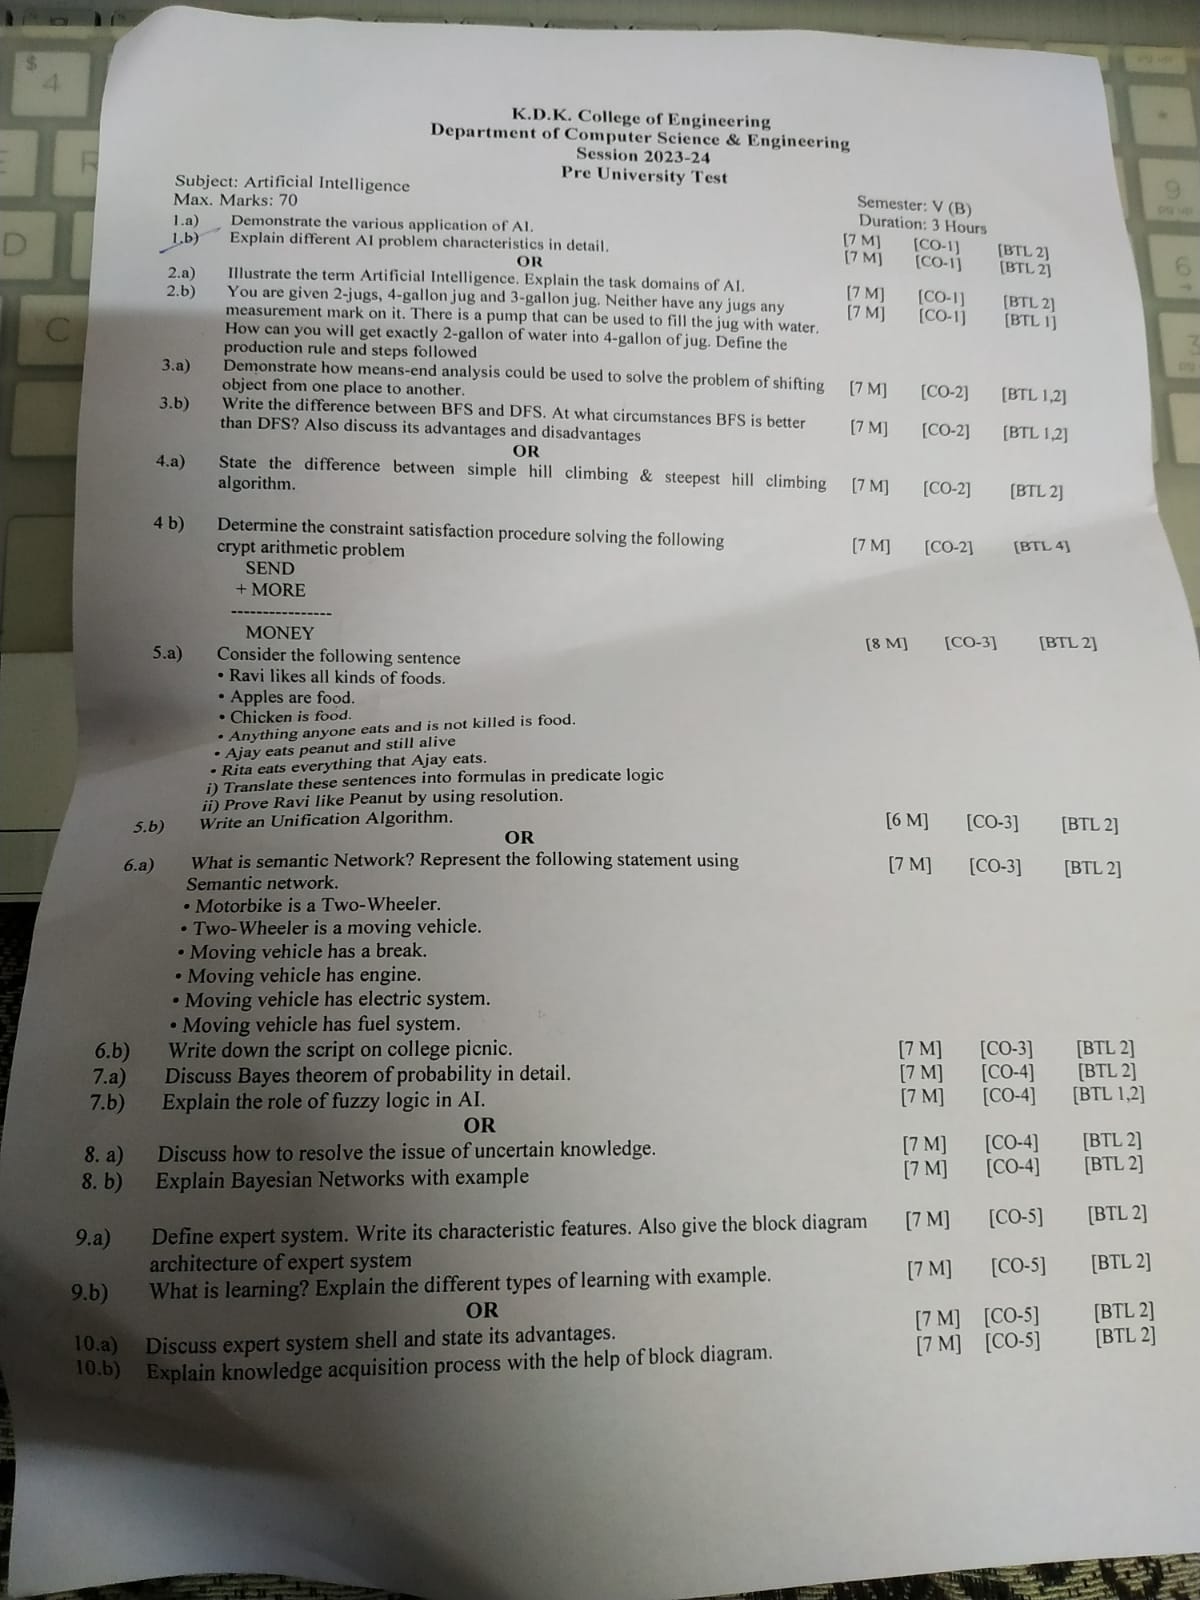 K.D.K. College of Engineering
Department of Computer Science & Engineering
Session 2023-24
Pre University Test
Subject: Artificial Intelligence
Semester: V (B)
Max. Marks: 70
Duration: 3 Hours
1.a) Demonstrate the various application of AI. [7 M] [CO-1] [BTL 2]
1.b) Explain different AI problem characteristics in detail. [7 M] [CO-1] [BTL 2]
OR
2.a) Illustrate the term Artificial Intelligence. Explain the task domains of AI. [7 M] [CO-1] [BTL 2]
2.b) You are given 2-jugs, 4-gallon jug and 3-gallon jug. Neither have any jugs any [7 M] [CO-1] [BTL 1]
measurement mark on it. There is a pump that can be used to fill the jug with water.
How can you will get exactly 2-gallon of water into 4-gallon of jug. Define the
production rule and steps followed
3.a) Demonstrate how means-end analysis could be used to solve the problem of shifting [7 M] [CO-2] [BTL 1,2]
object from one place to another.
3.b) Write the difference between BFS and DFS. At what circumstances BFS is better [7 M] [CO-2] [BTL 1,2]
than DFS? Also discuss its advantages and disadvantages
OR
4.a) State the difference between simple hill climbing & steepest hill climbing [7 M] [CO-2] [BTL 2]
algorithm.
4 b) Determine the constraint satisfaction procedure solving the following [7 M] [CO-2] [BTL 4]
crypt arithmetic problem
SEND
+ MORE
----------------
MONEY
5.a) Consider the following sentence [8 M] [CO-3] [BTL 2]
• Ravi likes all kinds of foods.
• Apples are food.
• Chicken is food.
• Anything anyone eats and is not killed is food.
• Ajay eats peanut and still alive
• Rita eats everything that Ajay eats.
i) Translate these sentences into formulas in predicate logic
ii) Prove Ravi like Peanut by using resolution.
5.b) Write an Unification Algorithm. [6 M] [CO-3] [BTL 2]
OR
6.a) What is semantic Network? Represent the following statement using [7 M] [CO-3] [BTL 2]
Semantic network.
• Motorbike is a Two-Wheeler.
• Two-Wheeler is a moving vehicle.
• Moving vehicle has a break.
• Moving vehicle has engine.
• Moving vehicle has electric system.
• Moving vehicle has fuel system.
6.b) Write down the script on college picnic. [7 M] [CO-3] [BTL 2]
7.a) Discuss Bayes theorem of probability in detail. [7 M] [CO-4] [BTL 2]
7.b) Explain the role of fuzzy logic in AI. [7 M] [CO-4] [BTL 1,2]
OR
8. a) Discuss how to resolve the issue of uncertain knowledge. [7 M] [CO-4] [BTL 2]
8. b) Explain Bayesian Networks with example [7 M] [CO-4] [BTL 2]
9.a) Define expert system. Write its characteristic features. Also give the block diagram [7 M] [CO-5] [BTL 2]
architecture of expert system
9.b) What is learning? Explain the different types of learning with example. [7 M] [CO-5] [BTL 2]
OR
10.a) Discuss expert system shell and state its advantages. [7 M] [CO-5] [BTL 2]
10.b) Explain knowledge acquisition process with the help of block diagram. [7 M] [CO-5] [BTL 2]
$
4
R
D
C
9
pg up
6
3